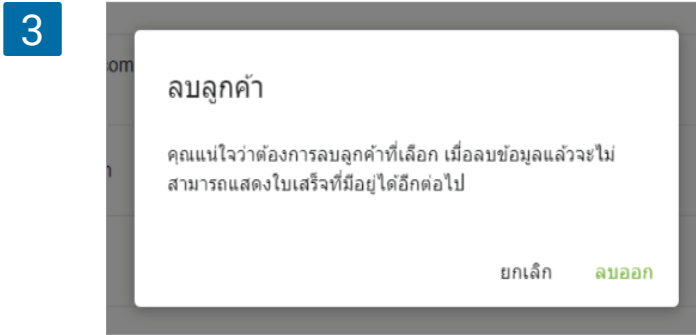 3
com
ลบลูกค้า
คุณแน่ใจว่าต้องการลบลูกค้าที่เลือก เมื่อลบข้อมูลแล้วจะไม่
สามารถแสดงใบเสร็จที่มีอยู่ได้อีกต่อไป
ยกเลิก ลบออก